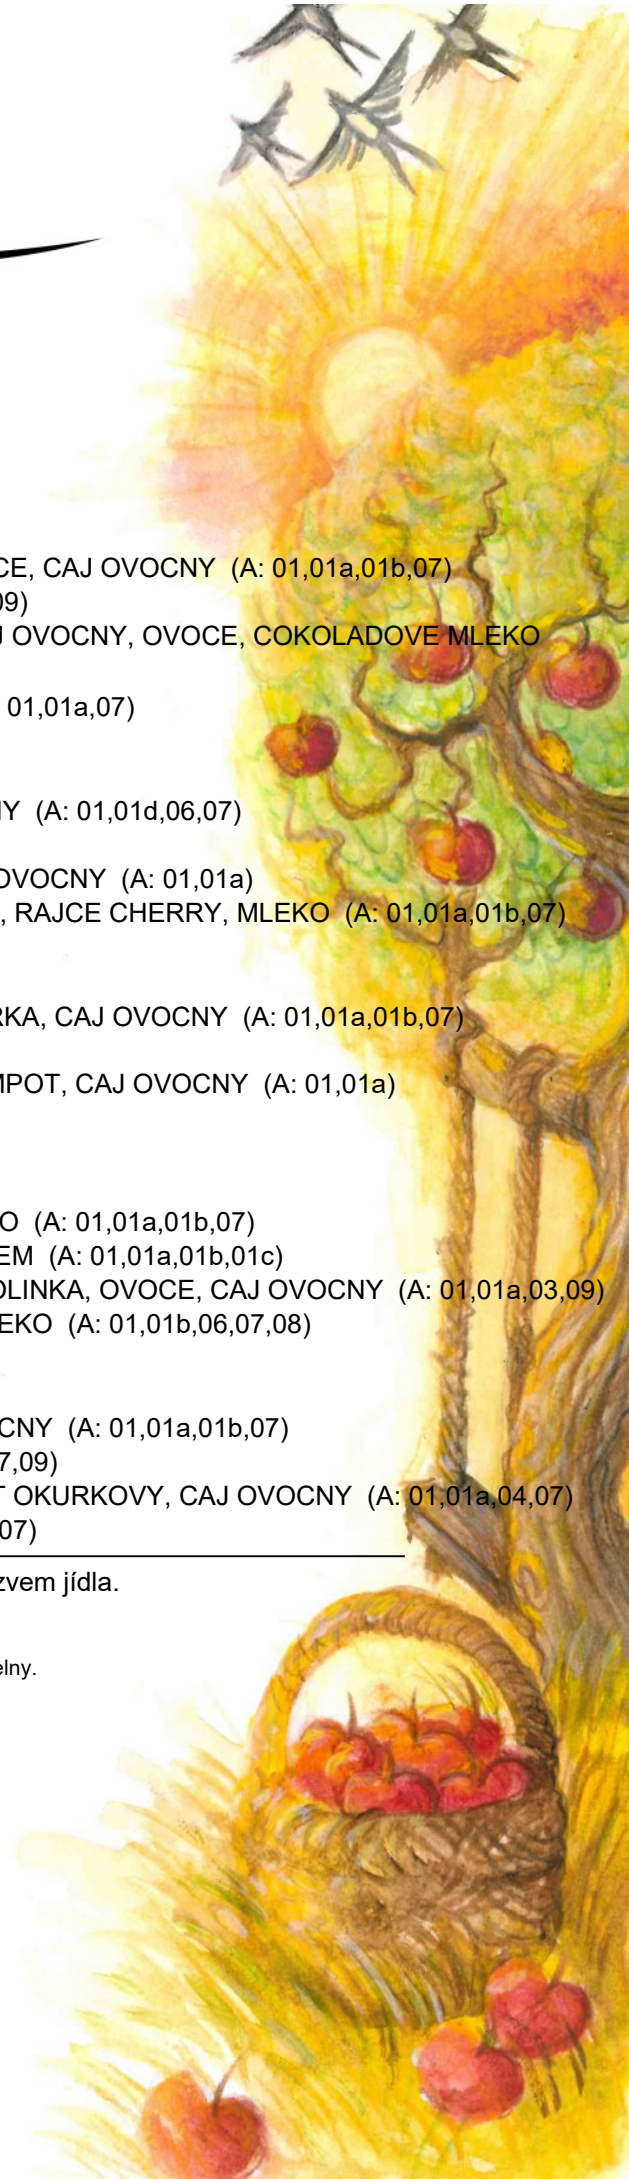 CE, CAJ OVOCNY (A: 01,01a,01b,07)
09)
J OVOCNY, OVOCE, COKOLADOVE MLEKO
01,01a,07)
NY (A: 01,01d,06,07)
OVOCNY (A: 01,01a)
, RAJCE CHERRY, MLEKO (A: 01,01a,01b,07)
RKA, CAJ OVOCNY (A: 01,01a,01b,07)
MPOT, CAJ OVOCNY (A: 01,01a)
O (A: 01,01a,01b,07)
EM (A: 01,01a,01b,01c)
OLINKA, OVOCE, CAJ OVOCNY (A: 01,01a,03,09)
EKO (A: 01,01b,06,07,08)
CNY (A: 01,01a,01b,07)
7,09)
T OKURKOVY, CAJ OVOCNY (A: 01,01a,04,07)
07)
zvem jídla.
elny.